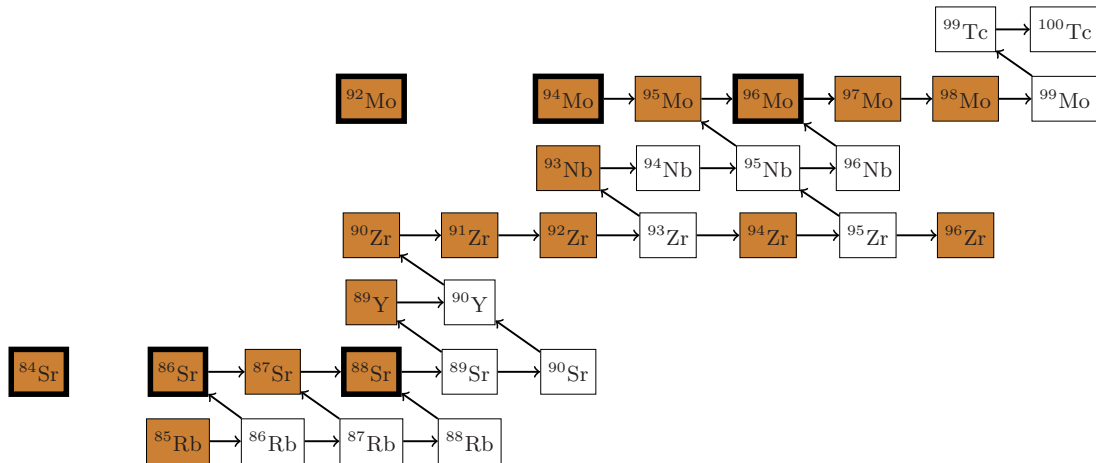 ⁹⁹Tc ¹⁰⁰Tc
⁹²Mo ⁹⁴Mo ⁹⁵Mo ⁹⁶Mo ⁹⁷Mo ⁹⁸Mo ⁹⁹Mo
⁹³Nb ⁹⁴Nb ⁹⁵Nb ⁹⁶Nb
⁹⁰Zr ⁹¹Zr ⁹²Zr ⁹³Zr ⁹⁴Zr ⁹⁵Zr ⁹⁶Zr
⁸⁹Y ⁹⁰Y
⁸⁴Sr ⁸⁶Sr ⁸⁷Sr ⁸⁸Sr ⁸⁹Sr ⁹⁰Sr
⁸⁵Rb ⁸⁶Rb ⁸⁷Rb ⁸⁸Rb